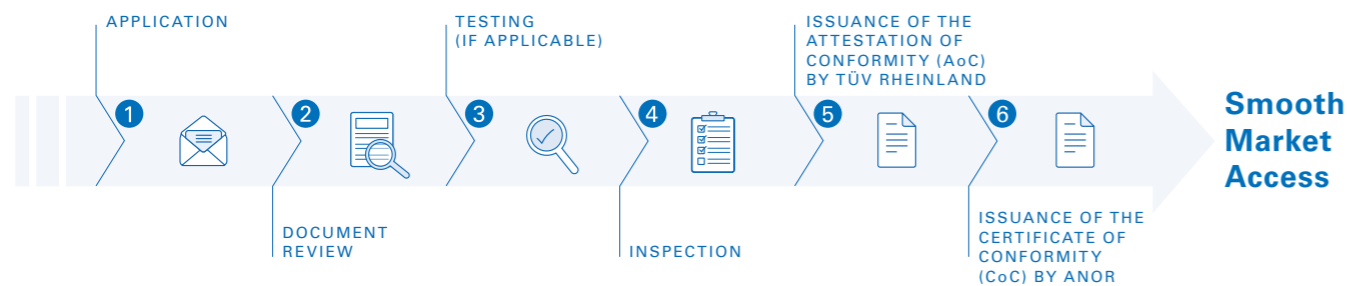 1
APPLICATION
2
DOCUMENT
REVIEW
3
TESTING
(IF APPLICABLE)
4
INSPECTION
5
ISSUANCE OF THE
ATTESTATION OF
CONFORMITY (AoC)
BY TÜV RHEINLAND
6
ISSUANCE OF THE
CERTIFICATE OF
CONFORMITY
(CoC) BY ANOR
Smooth
Market
Access